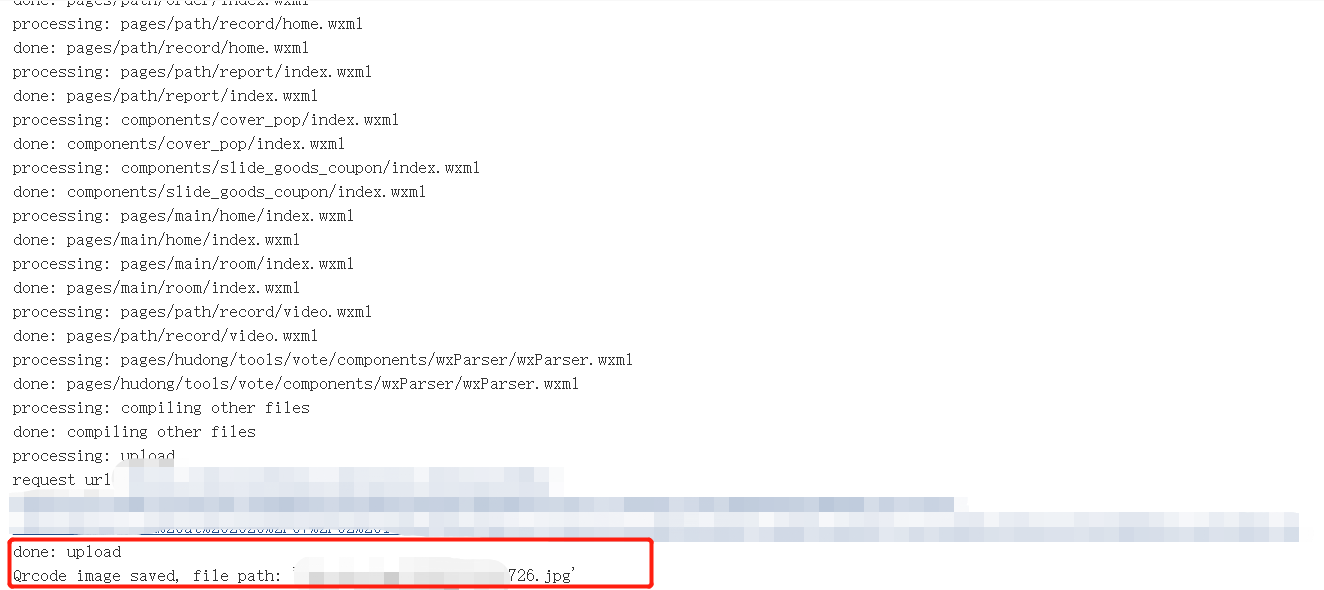 done: pages/path/order/index.wxml
processing: pages/path/record/home.wxml
done: pages/path/record/home.wxml
processing: pages/path/report/index.wxml
done: pages/path/report/index.wxml
processing: components/cover_pop/index.wxml
done: components/cover_pop/index.wxml
processing: components/slide_goods_coupon/index.wxml
done: components/slide_goods_coupon/index.wxml
processing: pages/main/home/index.wxml
done: pages/main/home/index.wxml
processing: pages/main/room/index.wxml
done: pages/main/room/index.wxml
processing: pages/path/record/video.wxml
done: pages/path/record/video.wxml
processing: pages/hudong/tools/vote/components/wxParser/wxParser.wxml
done: pages/hudong/tools/vote/components/wxParser/wxParser.wxml
processing: compiling other files
done: compiling other files
processing: upload
request url
done: upload
Qrcode image saved, file path: '726.jpg'